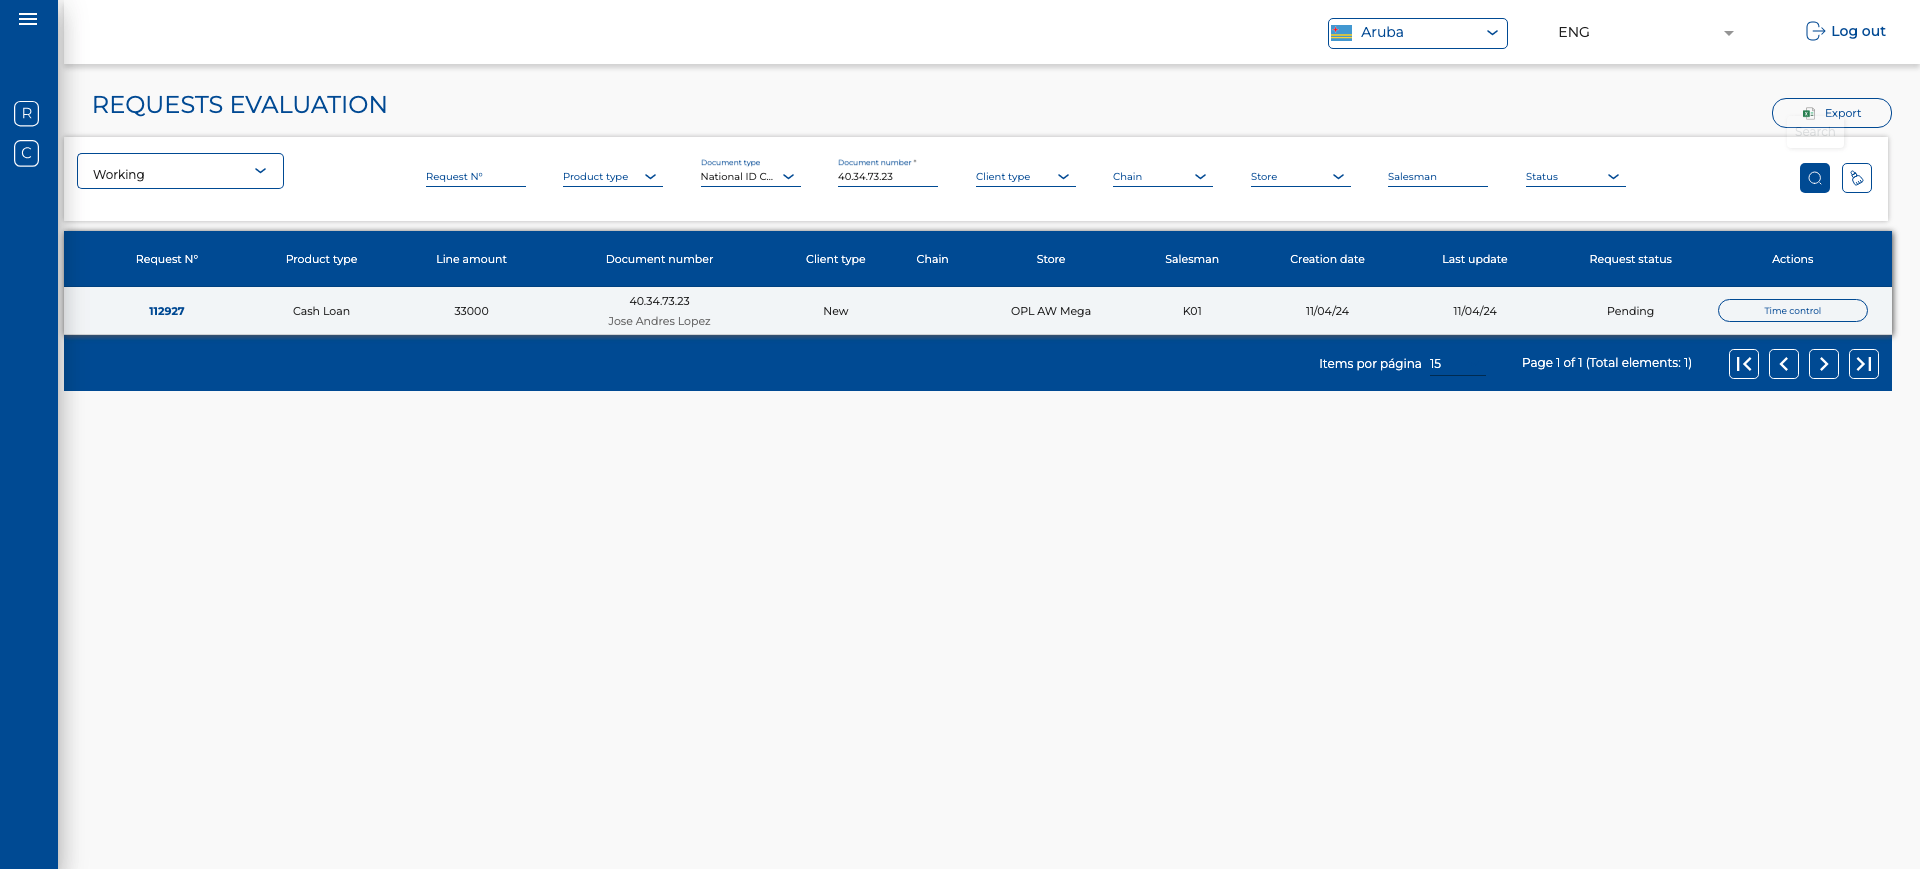 Aruba
ENG
Log out
R
C
REQUESTS EVALUATION
Export
Search
Working
Request N°
Product type
Document type
National ID C...
Document number *
40.34.73.23
Client type
Chain
Store
Salesman
Status
Request N° Product type Line amount Document number Client type Chain Store Salesman Creation date Last update Request status Actions
112927 Cash Loan 33000 40.34.73.23 New OPL AW Mega K01 11/04/24 11/04/24 Pending Time control
Jose Andres Lopez
Items por página 15 Page 1 of 1 (Total elements: 1)